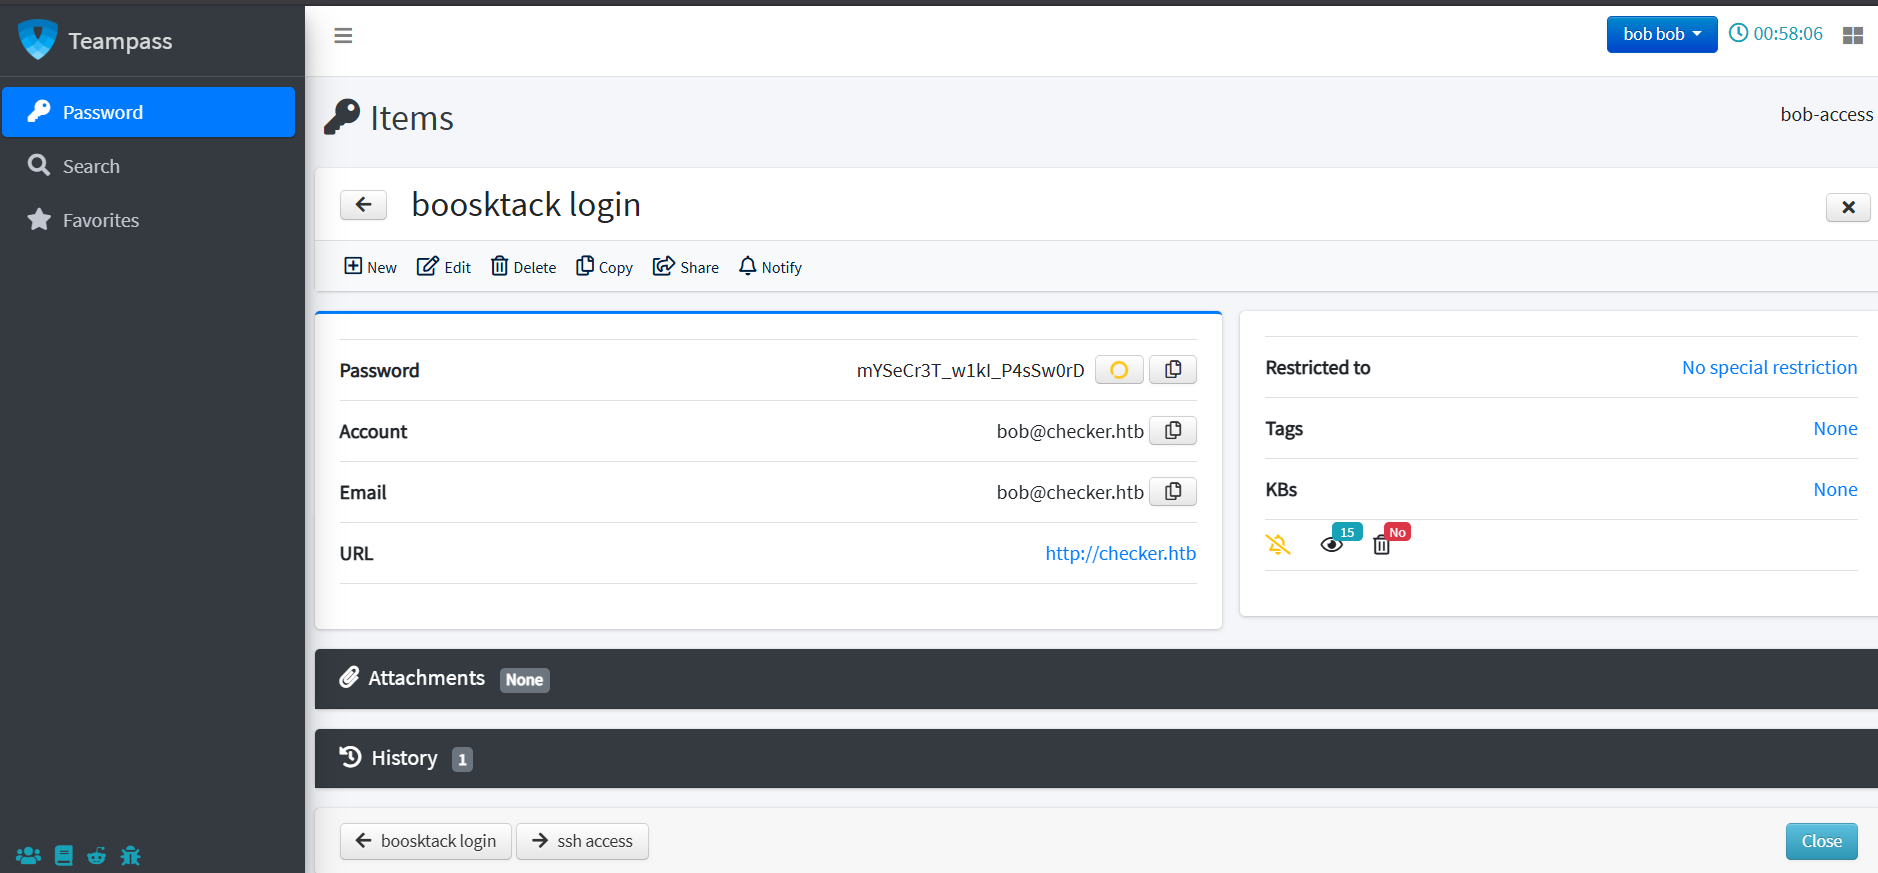 Teampass
bob bob
00:58:06
Password
Search
Favorites
Items
bob-access
boosktack login
New Edit Delete Copy Share Notify
Password mYSeCr3T_w1kI_P4sSw0rD
Account bob@checker.htb
Email bob@checker.htb
URL http://checker.htb
Restricted to No special restriction
Tags None
KBs None
15 No
Attachments None
History 1
boosktack login ssh access Close